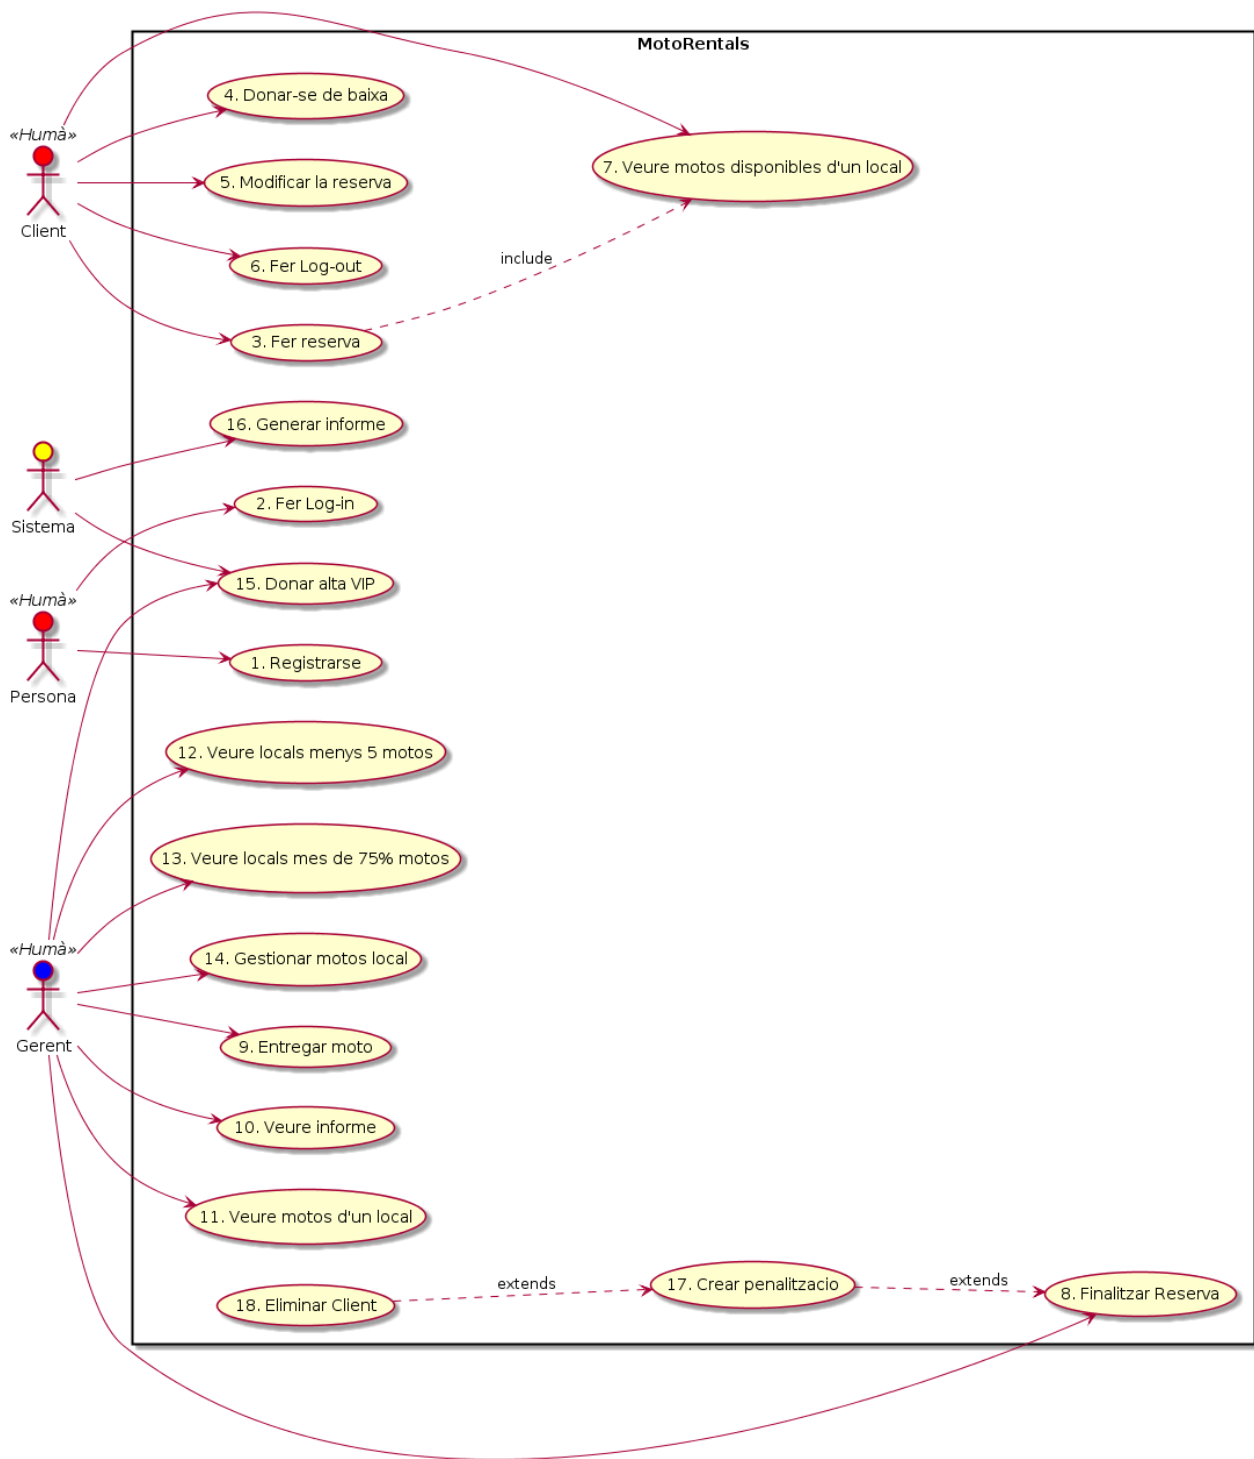 MotoRentals
4. Donar-se de baixa
«Humà»
7. Veure motos disponibles d'un local
5. Modificar la reserva
Client
include
6. Fer Log-out
3. Fer reserva
16. Generar informe
2. Fer Log-in
Sistema
15. Donar alta VIP
«Humà»
1. Registrarse
Persona
12. Veure locals menys 5 motos
13. Veure locals mes de 75% motos
«Humà»
14. Gestionar motos local
Gerent
9. Entregar moto
10. Veure informe
11. Veure motos d'un local
extends
17. Crear penalitzacio
extends
8. Finalitzar Reserva
18. Eliminar Client